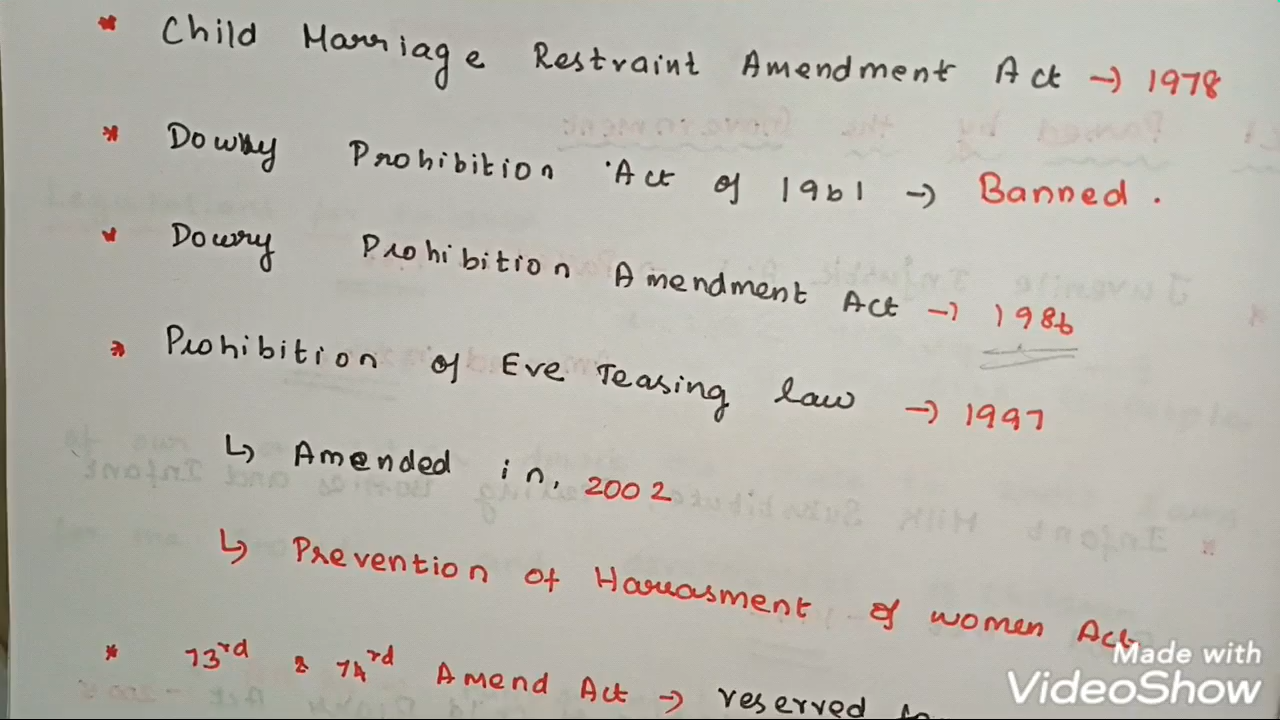 * Child Marriage Restraint Amendment Act → 1978
* Dowry Prohibition Act of 1961 → Banned.
* Dowry Prohibition Amendment Act → 1986
* Prohibition of Eve Teasing law → 1997
↳ Amended in, 2002
↳ Prevention of Harrasment of women Act
* 73rd & 74rd Amend Act → reserved
Made with
VideoShow